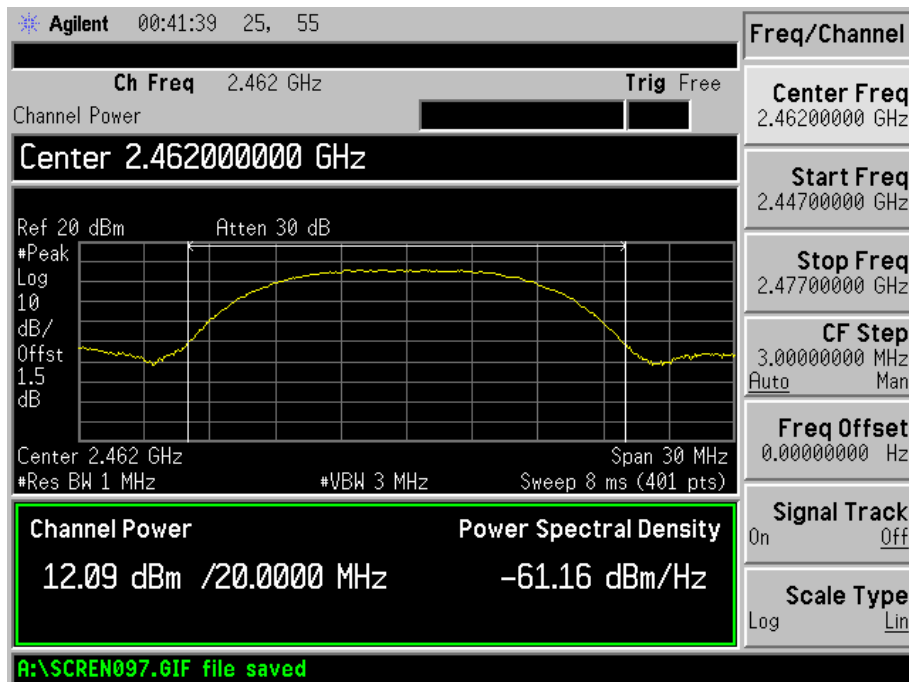 Agilent 00:41:39 25, 55
Ch Freq 2.462 GHz Trig Free
Channel Power
Center 2.462000000 GHz
Ref 20 dBm Atten 30 dB
#Peak
Log
10
dB/
Offst
1.5
dB
Center 2.462 GHz Span 30 MHz
#Res BW 1 MHz #VBW 3 MHz Sweep 8 ms (401 pts)
Channel Power Power Spectral Density
12.09 dBm /20.0000 MHz -61.16 dBm/Hz
A:\SCREN097.GIF file saved
Freq/Channel
Center Freq
2.46200000 GHz
Start Freq
2.44700000 GHz
Stop Freq
2.47700000 GHz
CF Step
3.00000000 MHz
Auto Man
Freq Offset
0.00000000 Hz
Signal Track
On Off
Scale Type
Log Lin